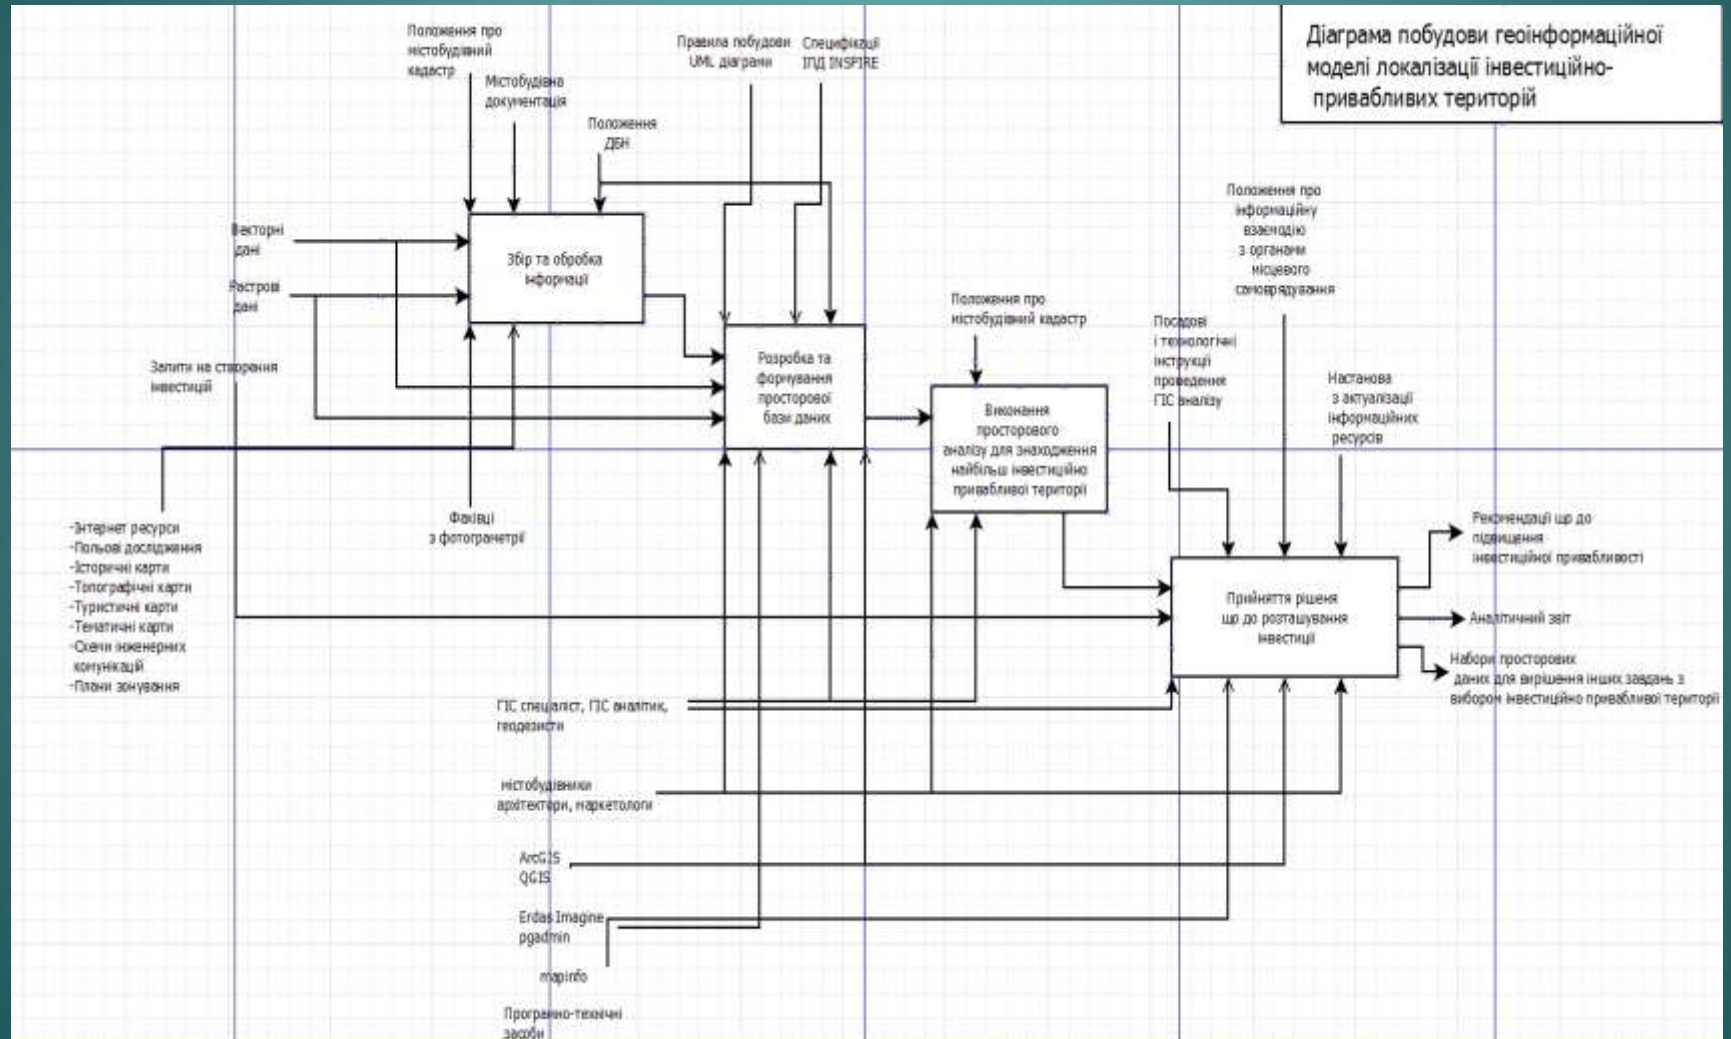 Діаграма побудови геоінформаційної
моделі локалізації інвестиційно-
привабливих територій
Положення про
містобудівний
кадастр
Містобудівна
документація
Положення
ДБН
Правила побудови
UML діаграми
Специфікації
ІПД INSPIRE
Векторні
дані
Растрові
дані
Збір та обробка
інформації
Запити на створення
інвестицій
Розробка та
формування
просторової
бази даних
Положення про
містобудівний кадастр
Виконання
просторового
аналізу для знаходження
найбільш інвестиційно
привабливої території
Посадові
і технологічні
інструкції
проведення
ГІС аналізу
Положення про
інформаційну
взаємодію
з органами
місцевого
самоврядування
Настанова
з актуалізації
інформаційних
ресурсів
-Інтернет ресурси
-Польові дослідження
-Історичні карти
-Топографічні карти
-Туристичні карти
-Тематичні карти
-Схеми інженерних
комунікацій
-Плани зонування
Фахівці
з фотограметрії
Прийняття рішеня
що до розташування
інвестиції
Рекомендації що до
підвищення
інвестиційної привабливості
Аналітичний звіт
Набори просторових
даних для вирішення інших завдань з
вибором інвестиційно привабливої території
ГІС спеціаліст, ГІС аналітик,
геодезисти
містобудівники
архітектори, маркетологи
ArcGIS
QGIS
Erdas Imagine
pgadmin
mapinfo
Програмно-технічні
засоби